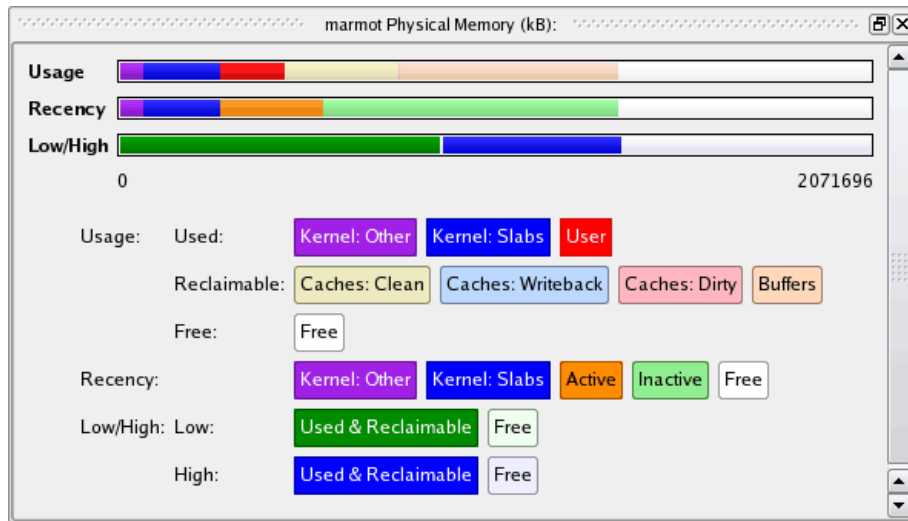 marmot Physical Memory (kB):
Usage
Recency
Low/High
0 2071696
Usage: Used: Kernel: Other Kernel: Slabs User
Reclaimable: Caches: Clean Caches: Writeback Caches: Dirty Buffers
Free: Free
Recency: Kernel: Other Kernel: Slabs Active Inactive Free
Low/High: Low: Used & Reclaimable Free
High: Used & Reclaimable Free